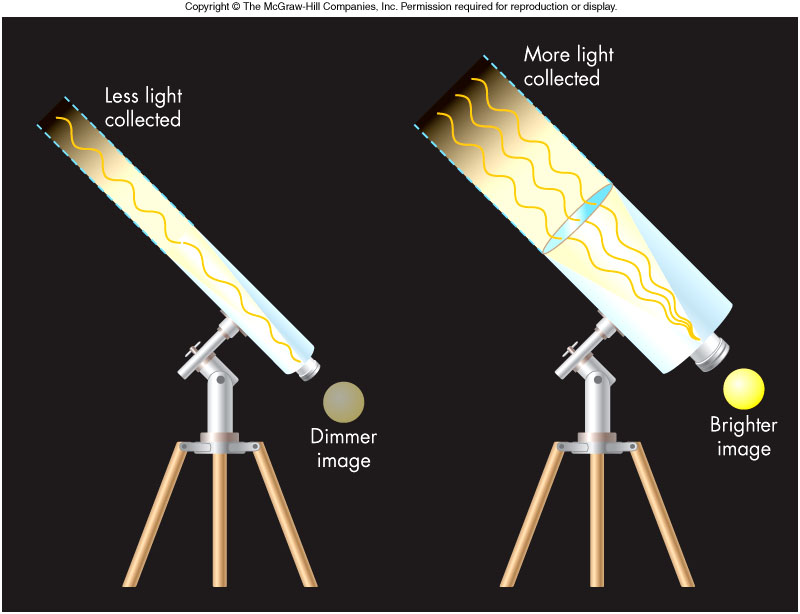 Copyright © The McGraw-Hill Companies, Inc. Permission required for reproduction or display.
Less light
collected
More light
collected
Dimmer
image
Brighter
image